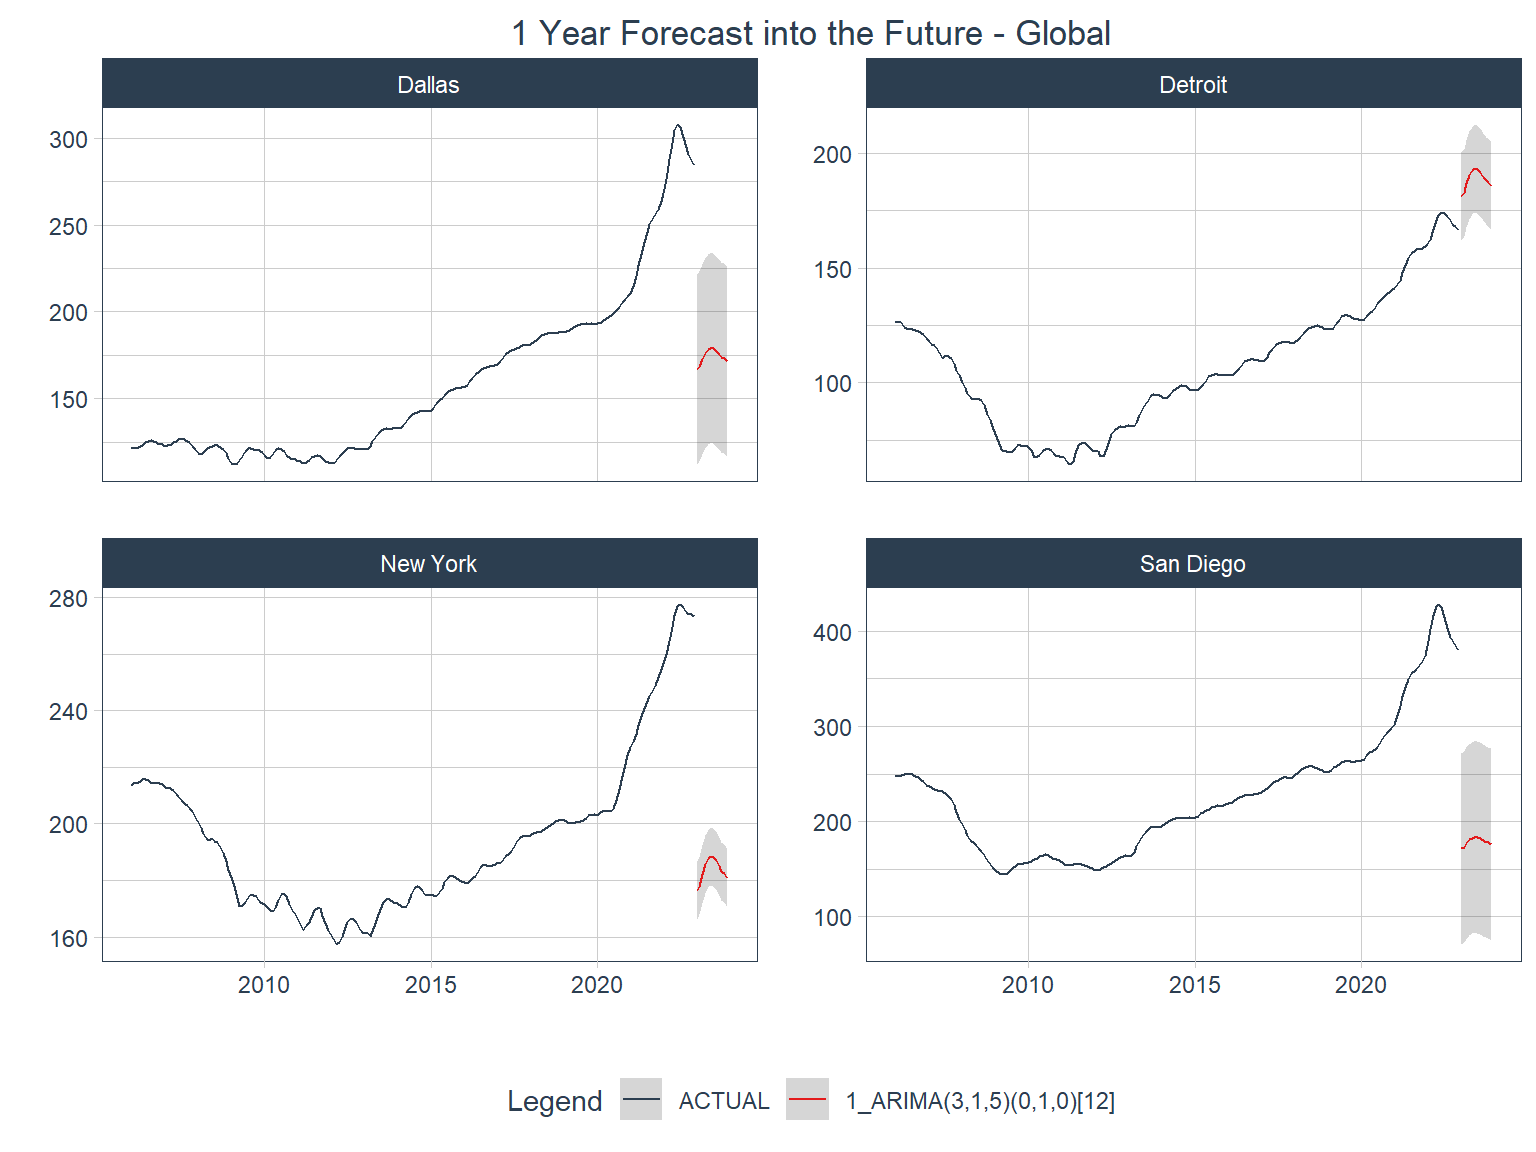 1 Year Forecast into the Future - Global
Dallas
Detroit
300
250
200
150
200
150
100
New York
San Diego
280
240
200
160
400
300
200
100
2010 2015 2020
2010 2015 2020
Legend ACTUAL 1_ARIMA(3,1,5)(0,1,0)[12]